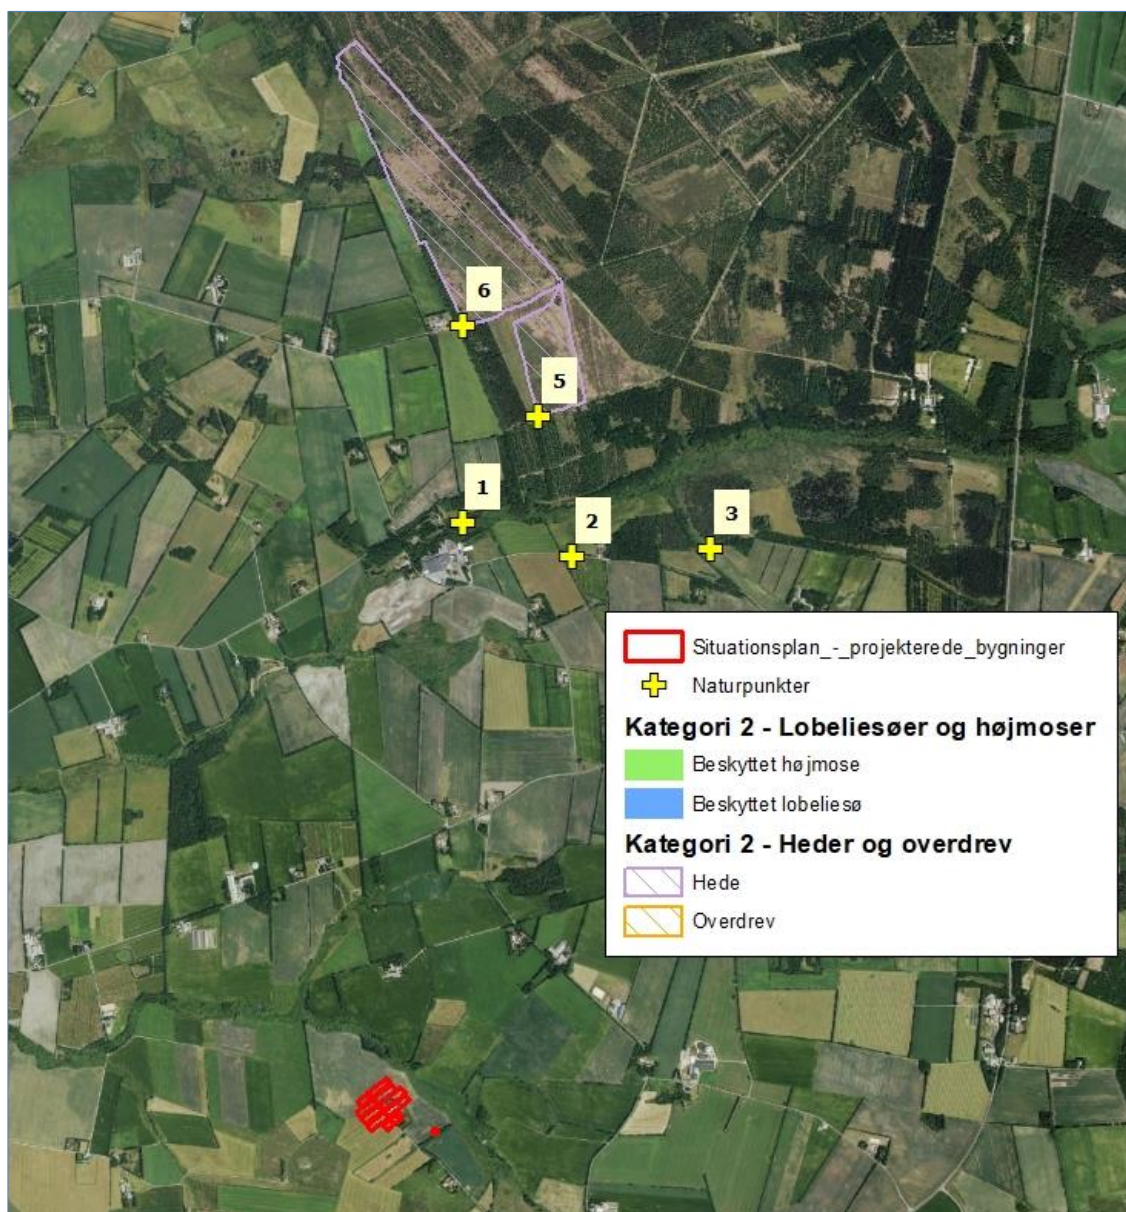 6
5
1
2
3
Situationsplan_-_projekterede_bygninger
Naturpunkter
Kategori 2 - Lobeliesøer og højmoser
Beskyttet højmose
Beskyttet lobeliesø
Kategori 2 - Heder og overdrev
Hede
Overdrev